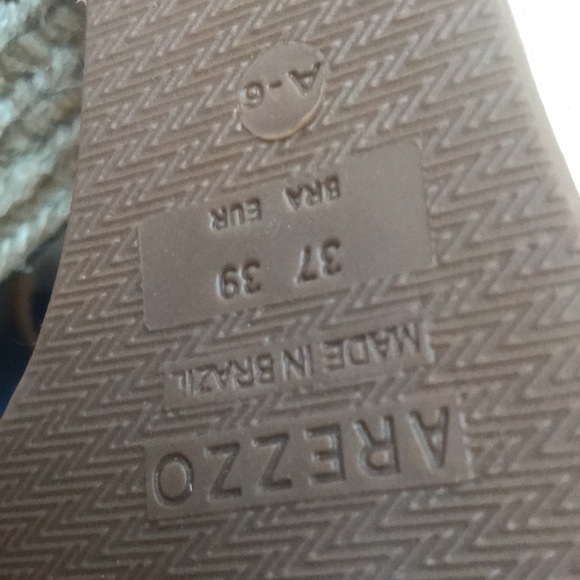 AREZZO
MADE IN BRAZIL
37 39
BRA EUR
A-6